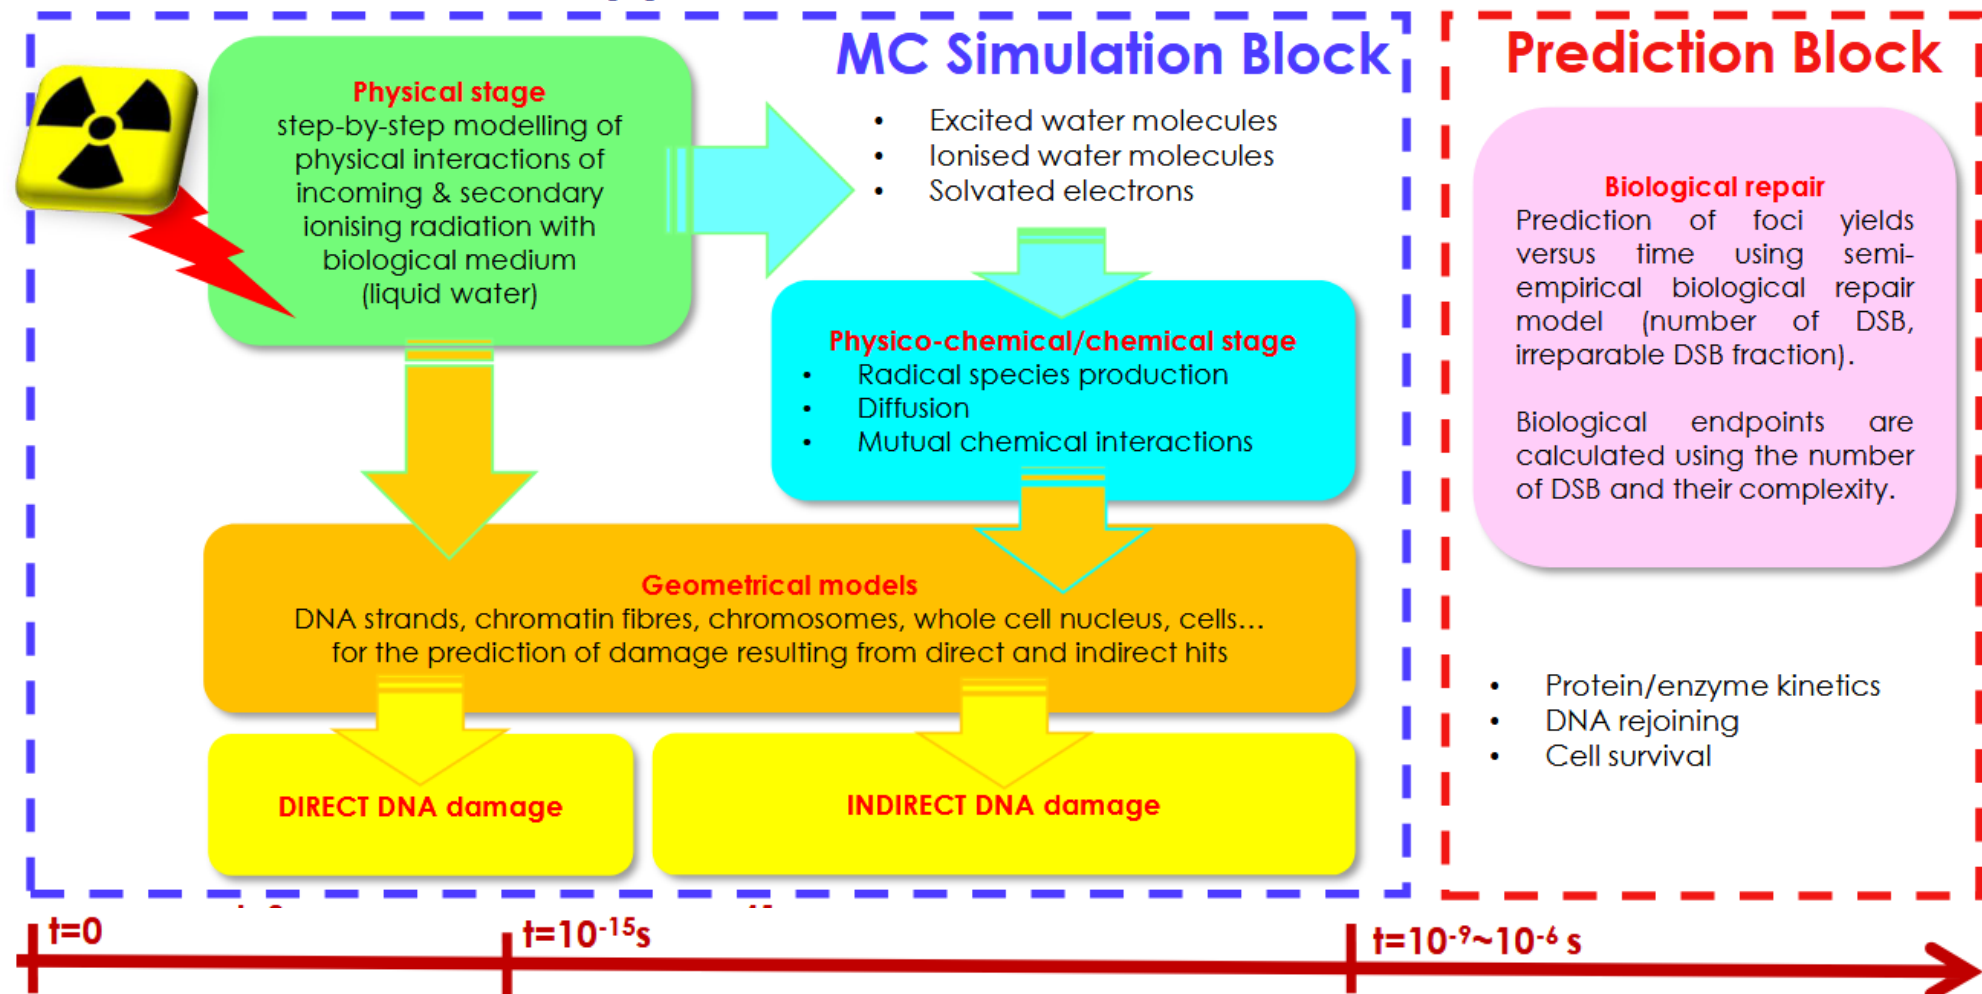 MC Simulation Block
Physical stage
step-by-step modelling of
physical interactions of
incoming & secondary
ionising radiation with
biological medium
(liquid water)
• Excited water molecules
• Ionised water molecules
• Solvated electrons
Physico-chemical/chemical stage
• Radical species production
• Diffusion
• Mutual chemical interactions
Geometrical models
DNA strands, chromatin fibres, chromosomes, whole cell nucleus, cells...
for the prediction of damage resulting from direct and indirect hits
DIRECT DNA damage
INDIRECT DNA damage
Prediction Block
Biological repair
Prediction of foci yields
versus time using semi-
empirical biological repair
model (number of DSB,
irreparable DSB fraction).
Biological endpoints are
calculated using the number
of DSB and their complexity.
• Protein/enzyme kinetics
• DNA rejoining
• Cell survival
t=0
t=10⁻¹⁵s
t=10⁻⁹~10⁻⁶ s